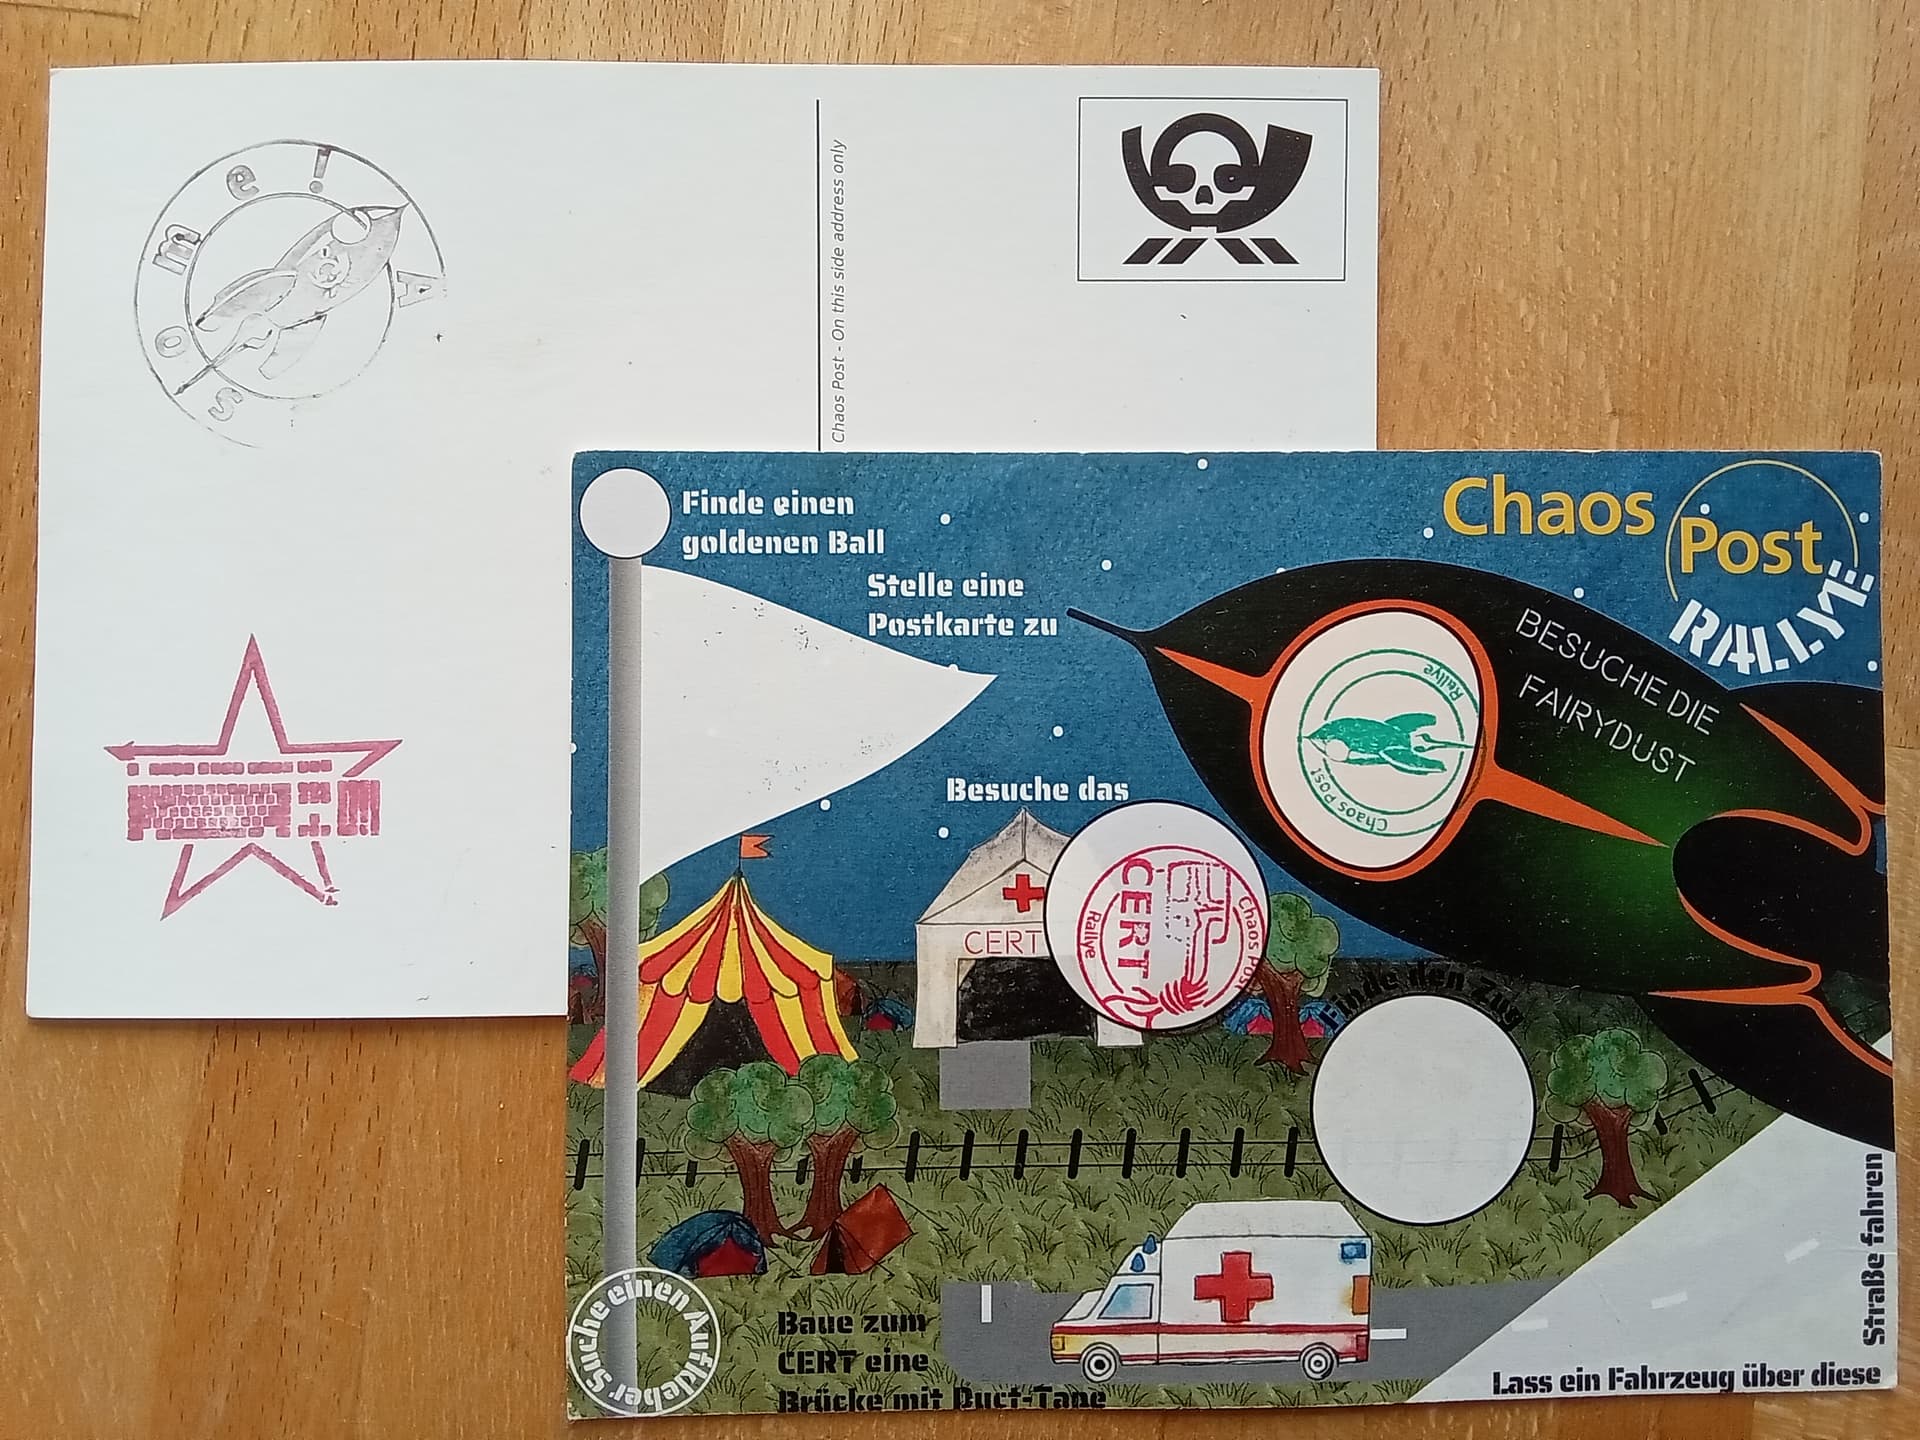 A s o m e !
Chaos Post - On this side address only
Finde einen
goldenen Ball
Stelle eine
Postkarte zu
Chaos
Post
RALLYE
BESUCHE DIE
FAIRYDUST
Rallye
Chaos Post
Besuche das
CERT
Chaos Post
CERT
Rallye
Finde den Zug
Suche einen Aufkleber
Baue zum
CERT eine
Brücke mit Duct-Tape
Lass ein Fahrzeug über diese
Straße fahren